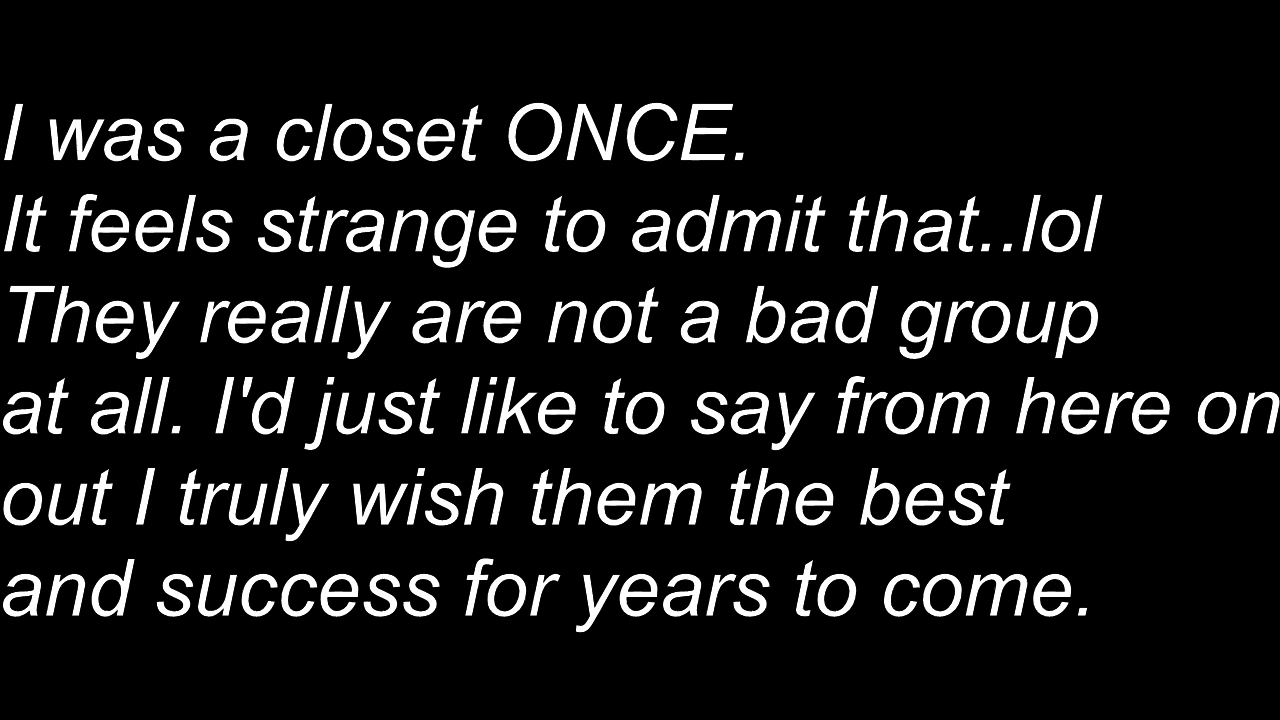 I was a closet ONCE.
It feels strange to admit that..lol
They really are not a bad group
at all. I'd just like to say from here on
out I truly wish them the best
and success for years to come.